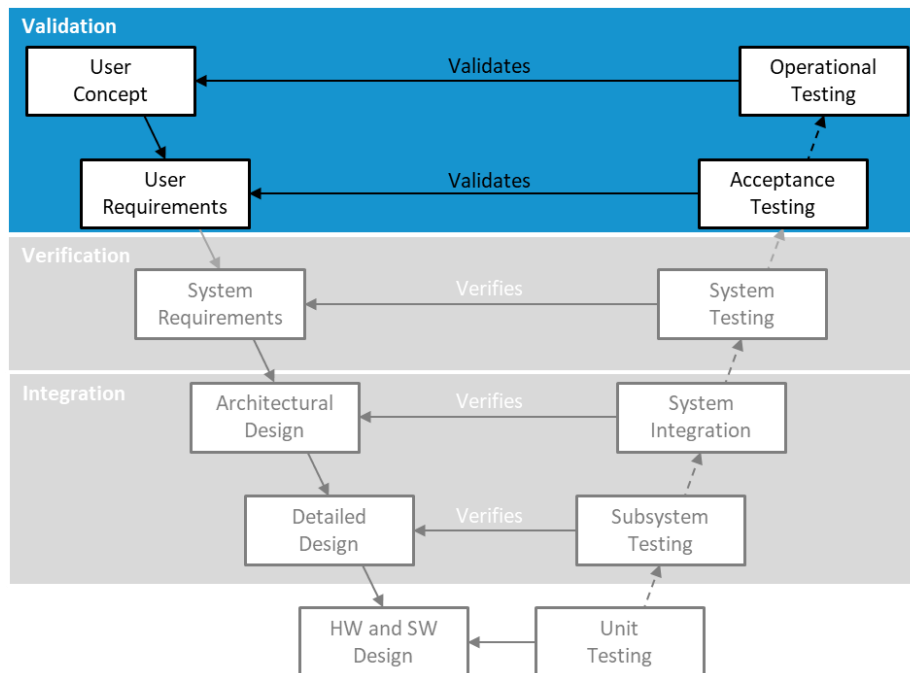 Validation
User
Concept
Validates
Operational
Testing
User
Requirements
Validates
Acceptance
Testing
Verification
System
Requirements
Verifies
System
Testing
Integration
Architectural
Design
Verifies
System
Integration
Detailed
Design
Verifies
Subsystem
Testing
HW and SW
Design
Unit
Testing